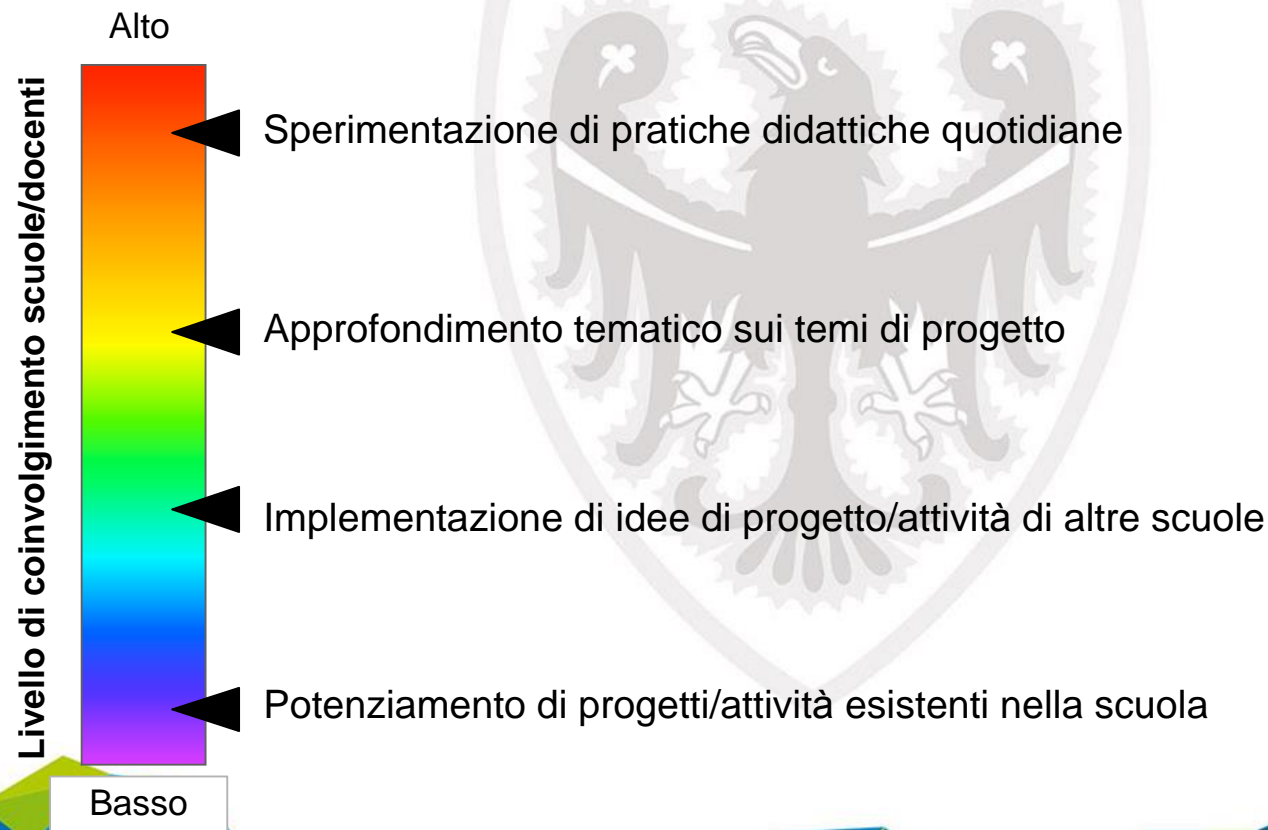 Alto
Livello di coinvolgimento scuole/docenti
Sperimentazione di pratiche didattiche quotidiane
Approfondimento tematico sui temi di progetto
Implementazione di idee di progetto/attività di altre scuole
Potenziamento di progetti/attività esistenti nella scuola
Basso